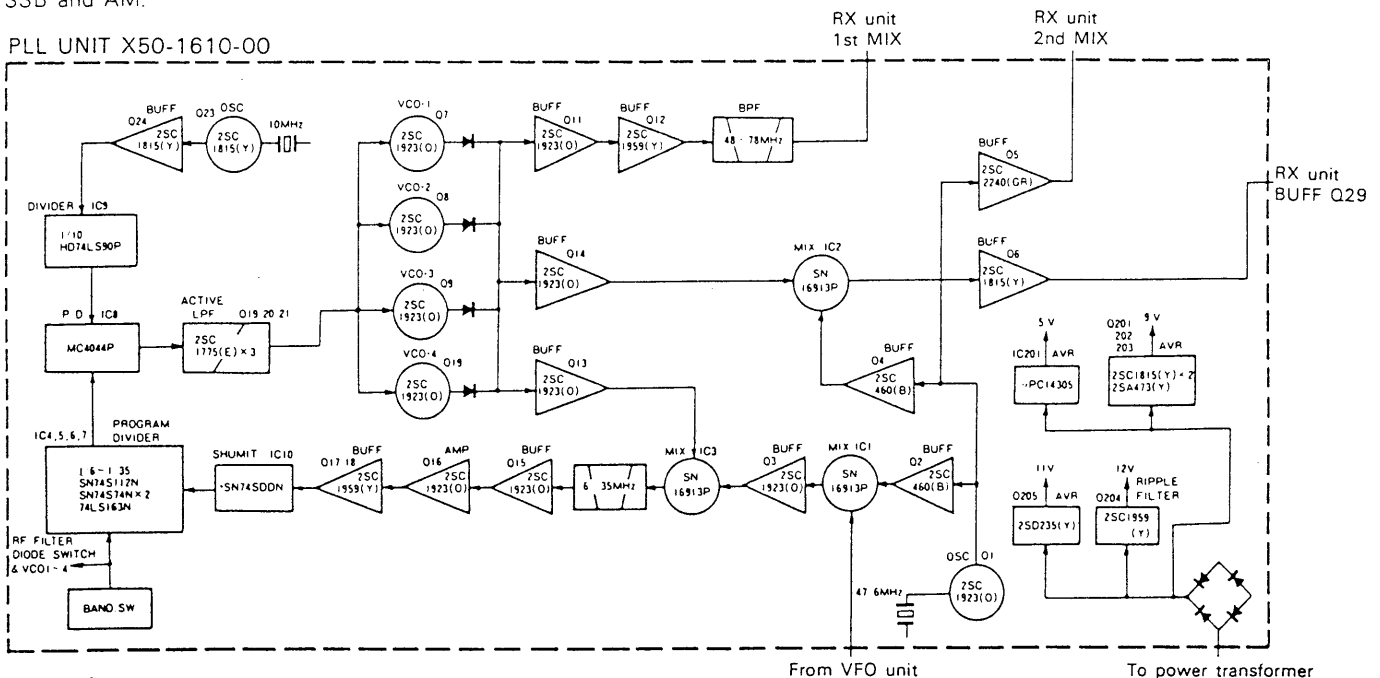 SSB and AM.
PLL UNIT X50-1610-00
RX unit
1st MIX
RX unit
2nd MIX
BUFF
Q24
2SC
1815(Y)
Q23
OSC
2SC
1815(Y)
10MHz
VCO-1
Q7
2SC
1923(O)
BUFF
Q11
2SC
1923(O)
BUFF
Q12
2SC
1959(Y)
BPF
48 - 78MHz
BUFF
Q5
2SC
2240(GR)
RX unit
BUFF Q29
DIVIDER IC9
1/10
HD74LS90P
VCO-2
Q8
2SC
1923(O)
BUFF
Q14
2SC
1923(O)
MIX IC2
SN
16913P
BUFF
Q6
2SC
1815(Y)
P D IC8
MC4044P
ACTIVE
LPF
Q19 20 21
2SC
1775(E)×3
VCO-3
Q9
2SC
1923(O)
VCO-4
Q19
2SC
1923(O)
BUFF
Q13
2SC
1923(O)
BUFF
Q4
2SC
460(B)
5 V
IC201 AVR
µPC14305
Q201
202
203
9 V
AVR
2SC1815(Y)×2
2SA473(Y)
IC4,5,6,7
PROGRAM
DIVIDER
1 6 - 1 35
SN74S112N
SN74S74N×2
74LS163N
SHUMIT IC10
SN74SDDN
BUFF
Q17 18
2SC
1959(Y)
AMP
Q16
2SC
1923(O)
BUFF
Q15
2SC
1923(O)
6 35MHz
MIX IC3
SN
16913P
BUFF
Q3
2SC
1923(O)
MIX IC1
SN
16913P
BUFF
Q2
2SC
460(B)
11V
Q205 AVR
2SD235(Y)
12V
RIPPLE
Q204 FILTER
2SC1959
(Y)
RF FILTER
DIODE SWITCH
& VCO1-4
BAND.SW
47 6MHz
OSC
Q1
2SC
1923(O)
From VFO unit
To power transformer